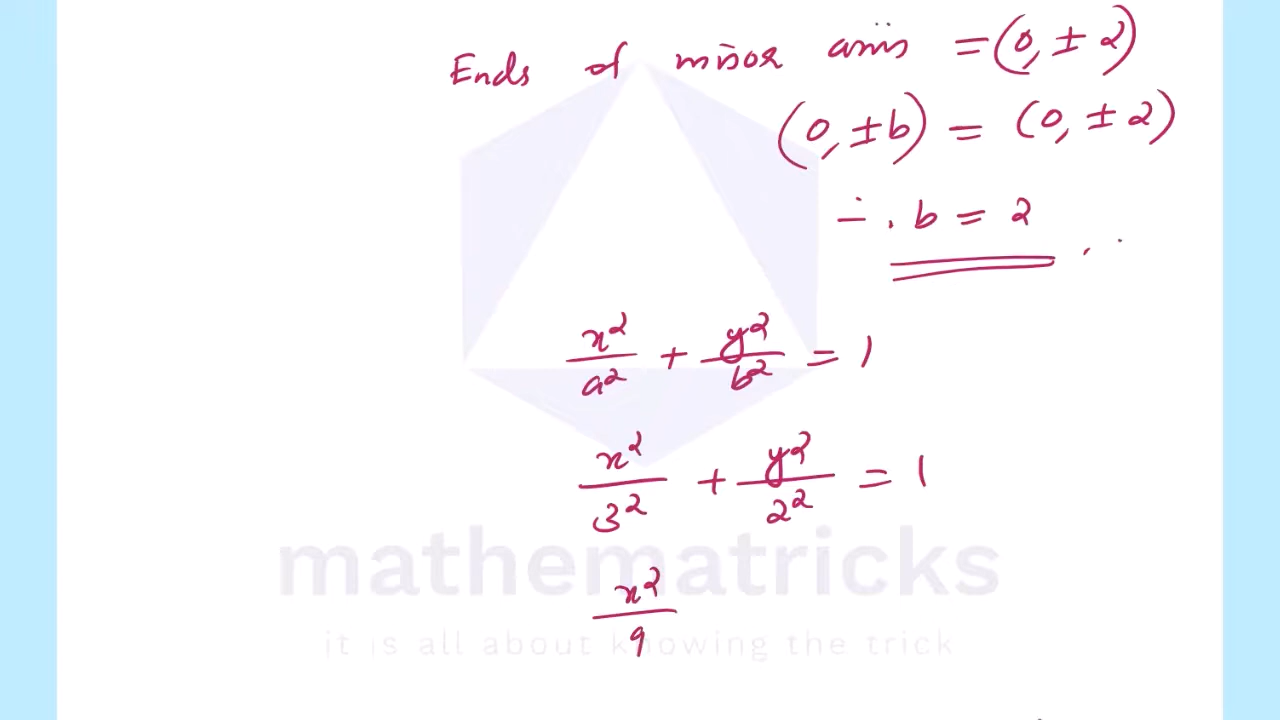 Ends of minor axis = (0, ± 2)
(0, ± b) = (0, ± 2)
∴ b = 2
x²/a² + y²/b² = 1
x²/3² + y²/2² = 1
mathematricks
x²/9
it is all about knowing the trick